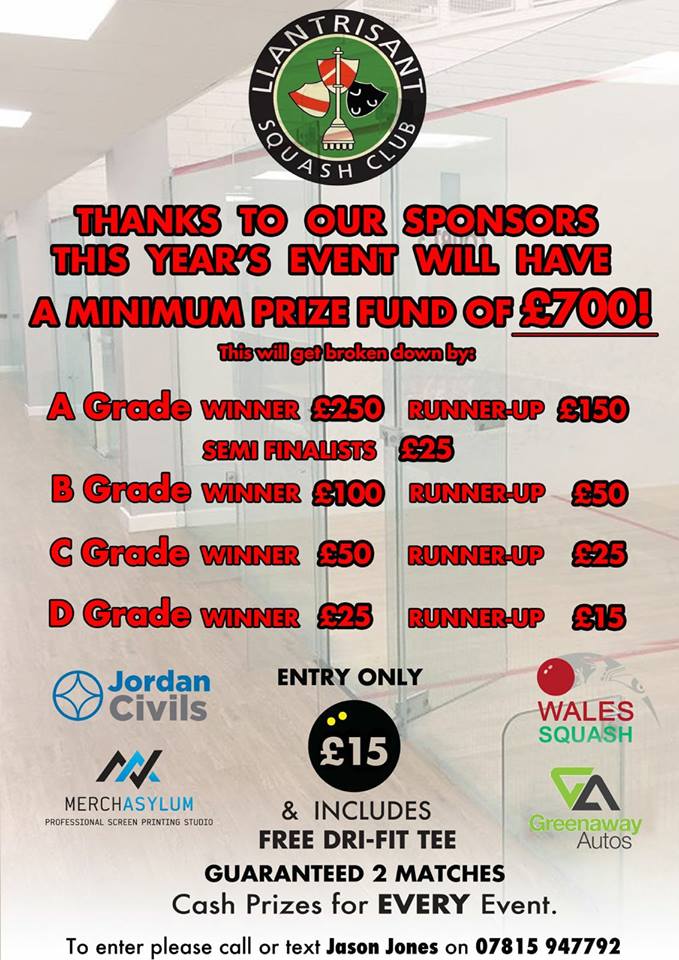 LLANTRISANT
SQUASH CLUB
THANKS TO OUR SPONSORS
THIS YEAR'S EVENT WILL HAVE
A MINIMUM PRIZE FUND OF £700!
This will get broken down by:
A Grade WINNER £250 RUNNER-UP £150
SEMI FINALISTS £25
B Grade WINNER £100 RUNNER-UP £50
C Grade WINNER £50 RUNNER-UP £25
D Grade WINNER £25 RUNNER-UP £15
Jordan
Civils
MERCHASYLUM
PROFESSIONAL SCREEN PRINTING STUDIO
ENTRY ONLY
£15
& INCLUDES
FREE DRI-FIT TEE
WALES
SQUASH
Greenaway
Autos
GUARANTEED 2 MATCHES
Cash Prizes for EVERY Event.
To enter please call or text Jason Jones on 07815 947792